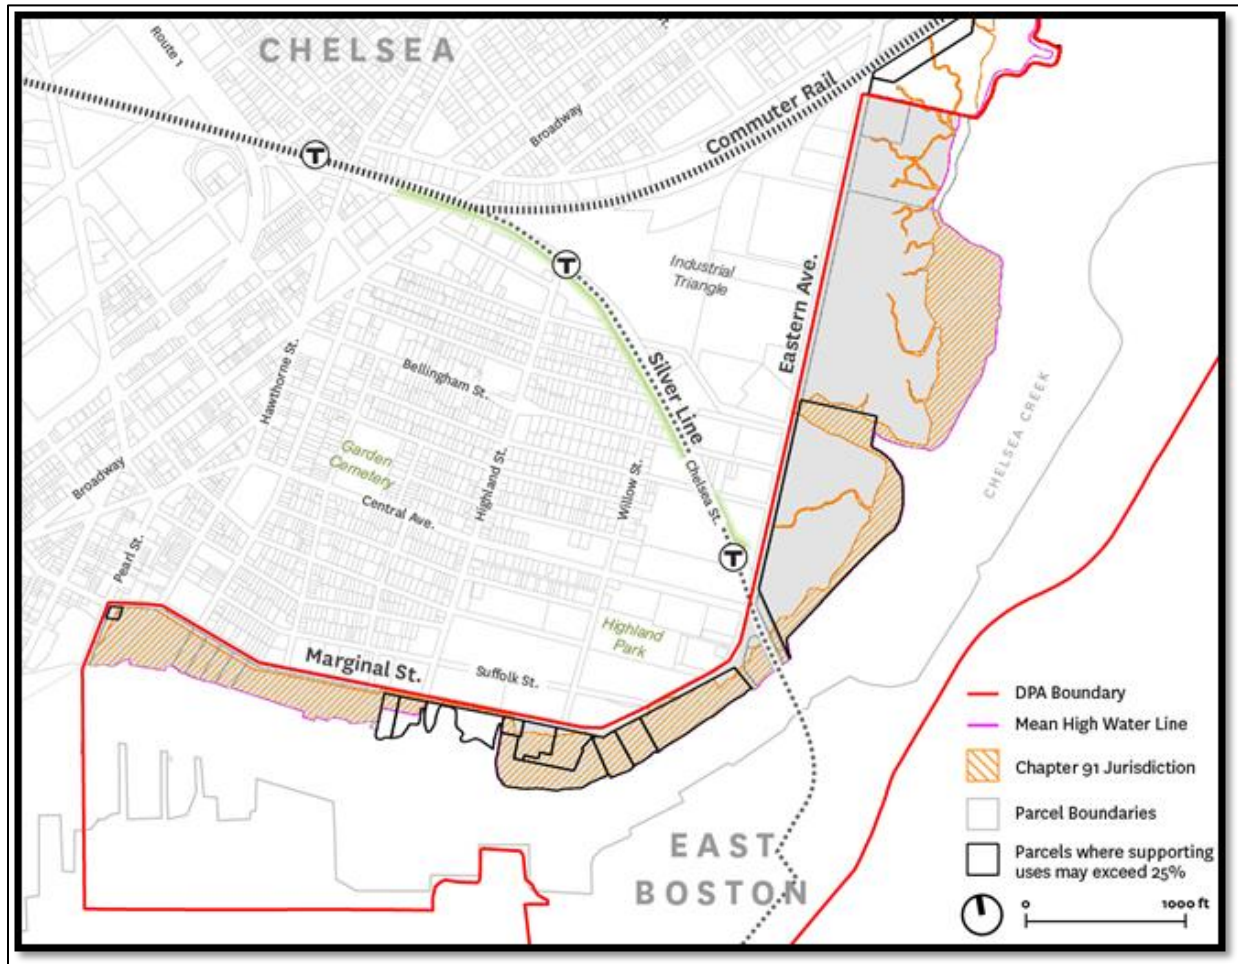 St.
Route 1
CHELSEA
Broadway
Commuter Rail
T
T
Industrial
Triangle
Eastern Ave.
Silver Line
Hawthorne St.
Bellingham St.
CHELSEA CREEK
Garden
Cemetery
Highland St.
Willow St.
Chelsea St.
Broadway
Central Ave.
T
Pearl St.
Highland
Park
Marginal St.
Suffolk St.
DPA Boundary
Mean High Water Line
Chapter 91 Jurisdiction
Parcel Boundaries
Parcels where supporting
uses may exceed 25%
EAST
BOSTON
0 1000 ft